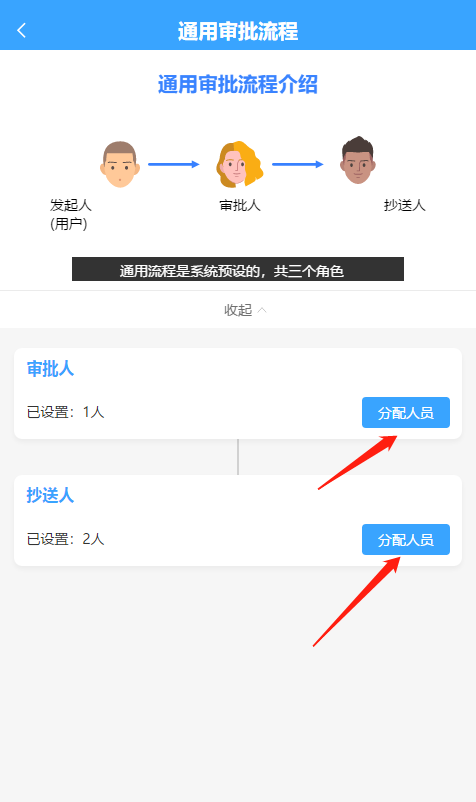 通用审批流程
通用审批流程介绍
发起人
(用户)
审批人
抄送人
通用流程是系统预设的，共三个角色
收起
审批人
已设置：1人
分配人员
抄送人
已设置：2人
分配人员